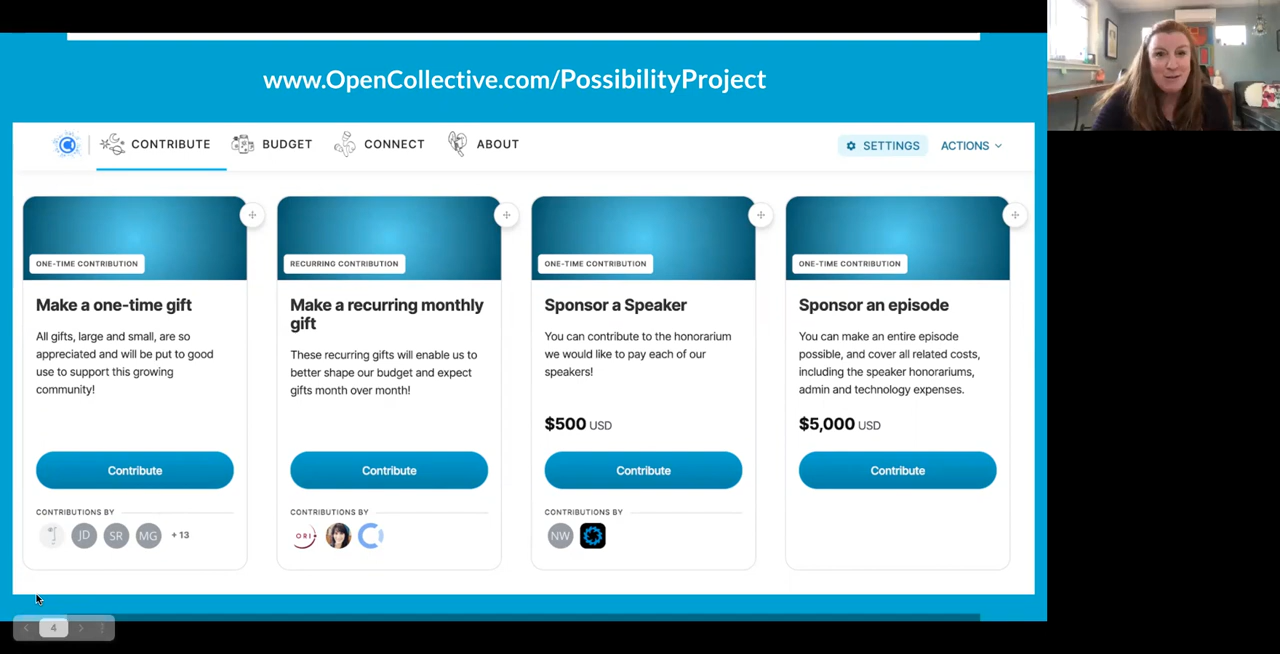 www.OpenCollective.com/PossibilityProject
CONTRIBUTE
BUDGET
CONNECT
ABOUT
SETTINGS
ACTIONS
ONE-TIME CONTRIBUTION
Make a one-time gift
All gifts, large and small, are so
appreciated and will be put to good
use to support this growing
community!
Contribute
CONTRIBUTIONS BY
JD
SR
MG
+ 13
RECURRING CONTRIBUTION
Make a recurring monthly
gift
These recurring gifts will enable us to
better shape our budget and expect
gifts month over month!
Contribute
CONTRIBUTIONS BY
ORI
ONE-TIME CONTRIBUTION
Sponsor a Speaker
You can contribute to the honorarium
we would like to pay each of our
speakers!
$500 USD
Contribute
CONTRIBUTIONS BY
NW
ONE-TIME CONTRIBUTION
Sponsor an episode
You can make an entire episode
possible, and cover all related costs,
including the speaker honorariums,
admin and technology expenses.
$5,000 USD
Contribute
4